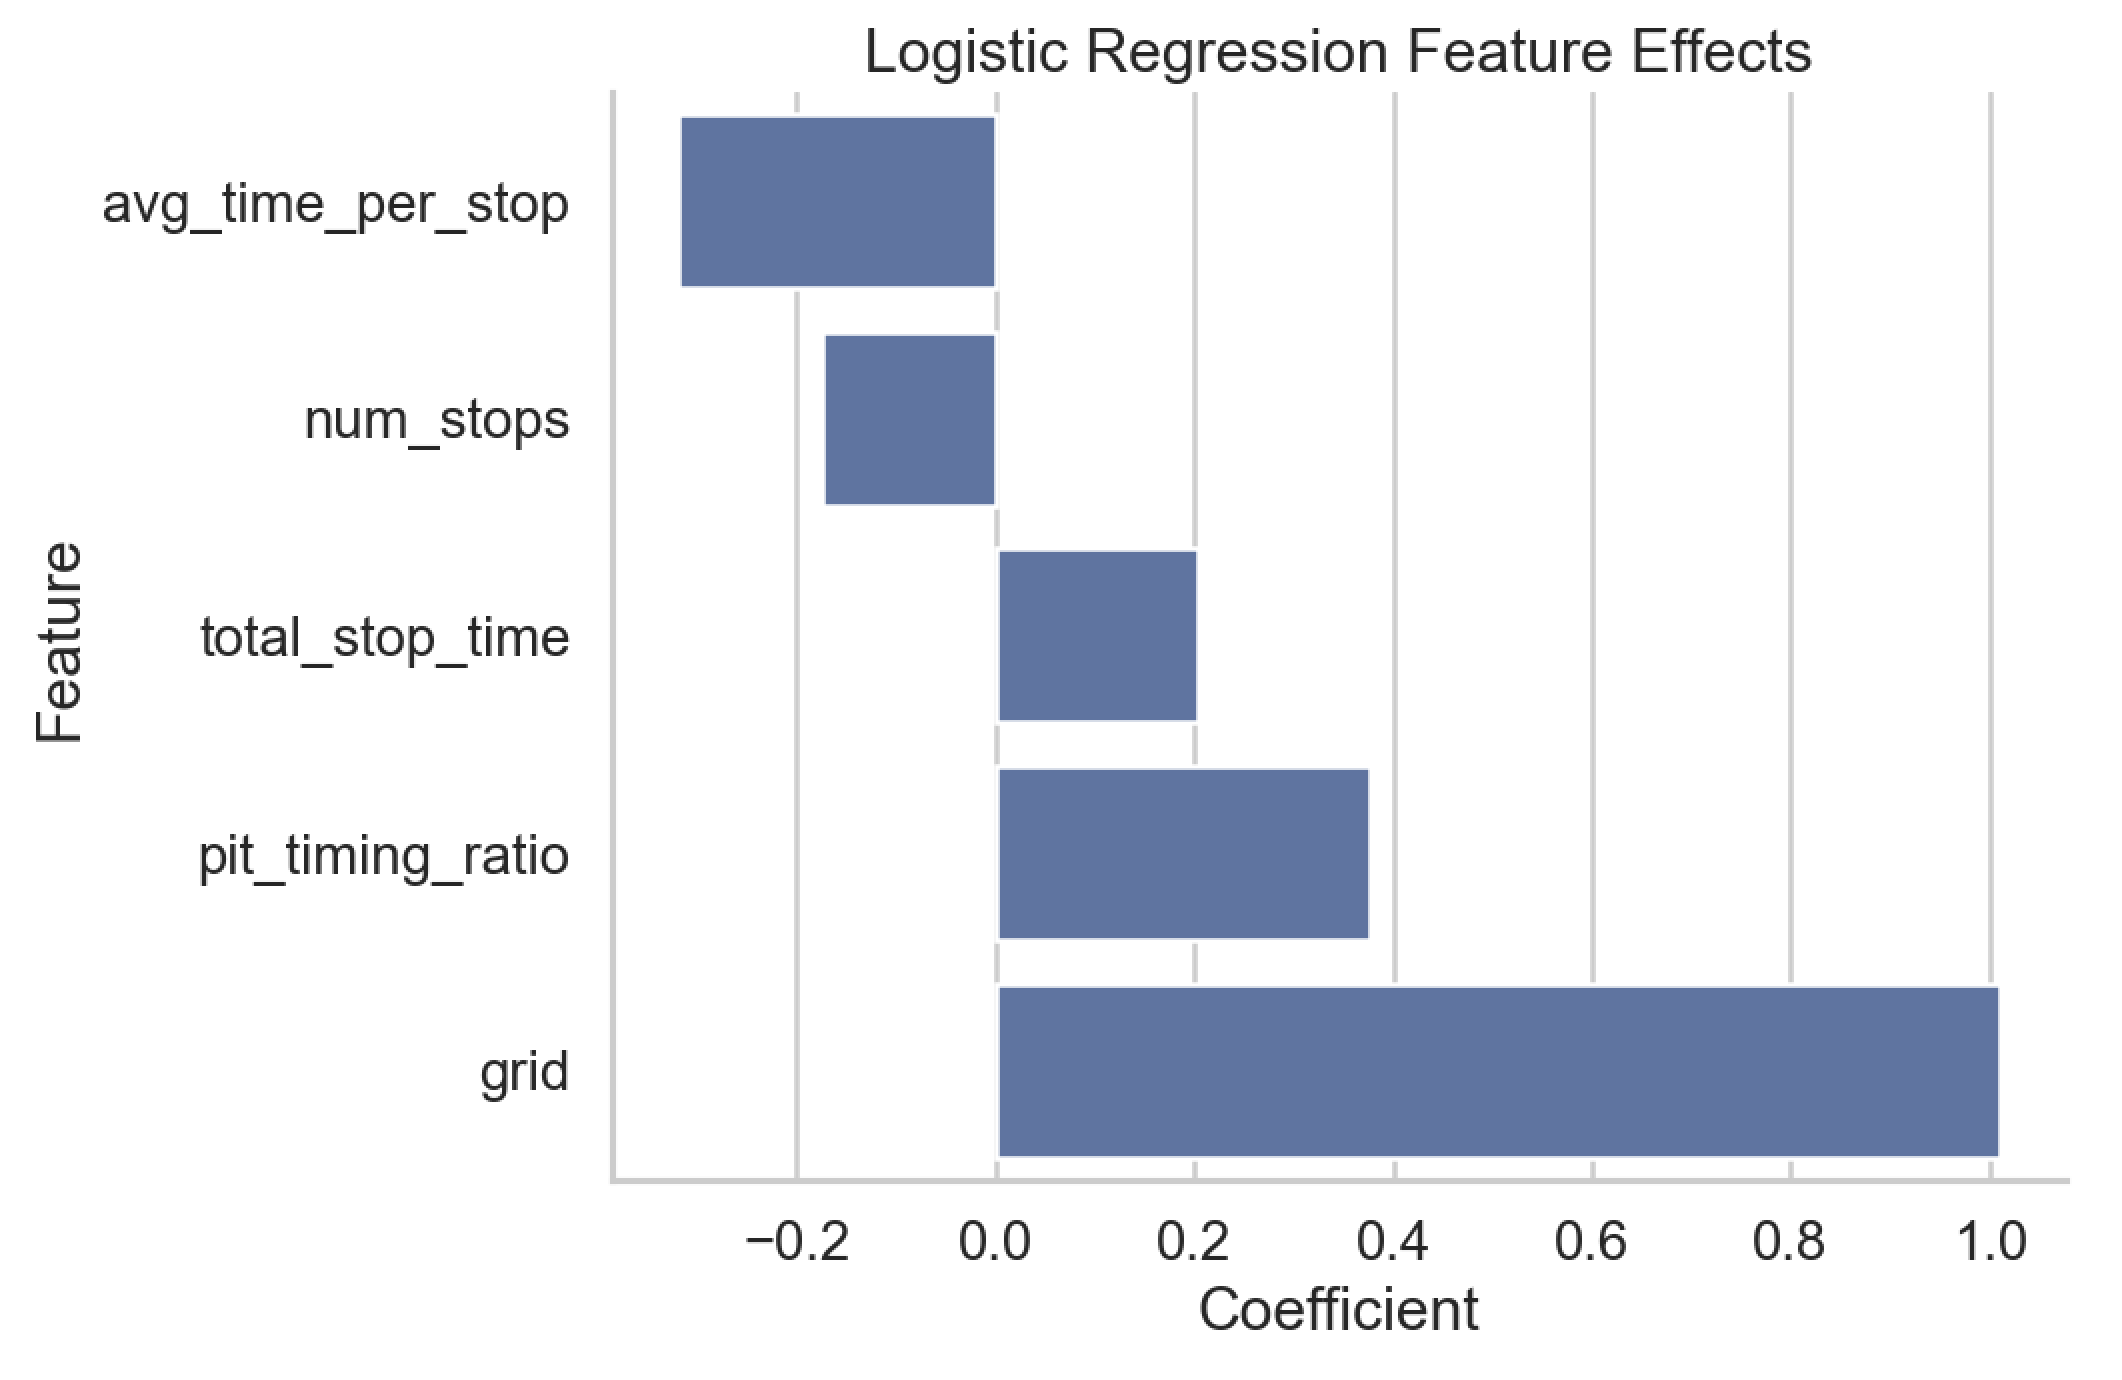 Logistic Regression Feature Effects
Feature
avg_time_per_stop
num_stops
total_stop_time
pit_timing_ratio
grid
−0.2 0.0 0.2 0.4 0.6 0.8 1.0
Coefficient